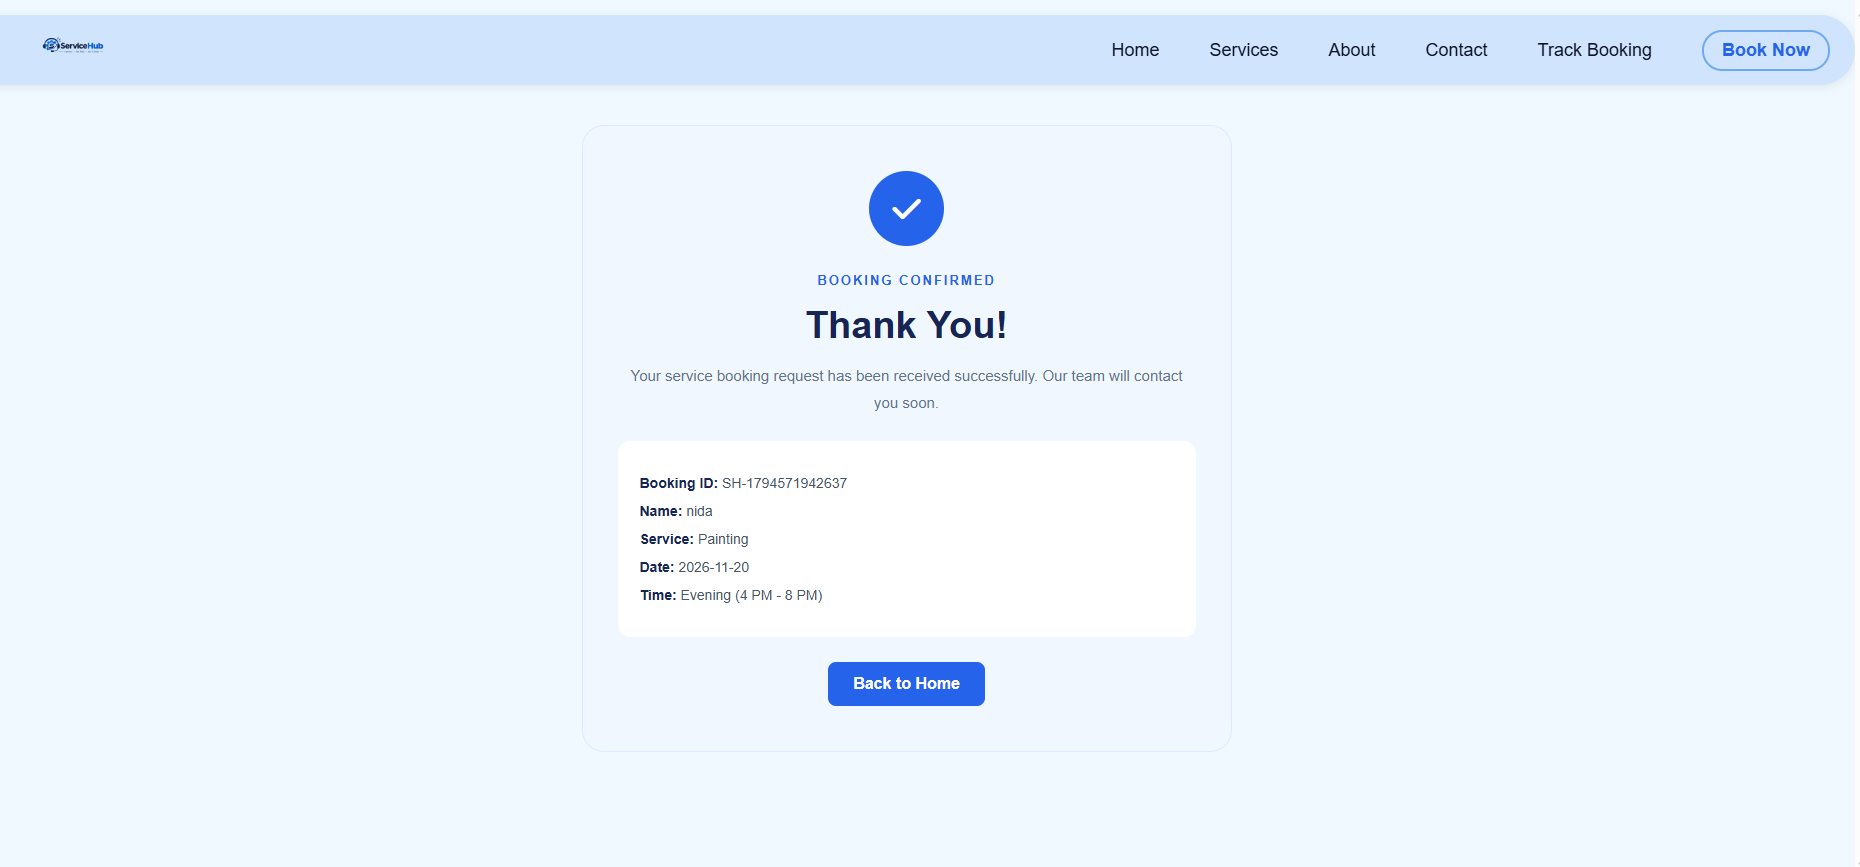 ServiceHub
Home Services About Contact Track Booking Book Now
BOOKING CONFIRMED
Thank You!
Your service booking request has been received successfully. Our team will contact
you soon.
Booking ID: SH-1794571942637
Name: nida
Service: Painting
Date: 2026-11-20
Time: Evening (4 PM - 8 PM)
Back to Home